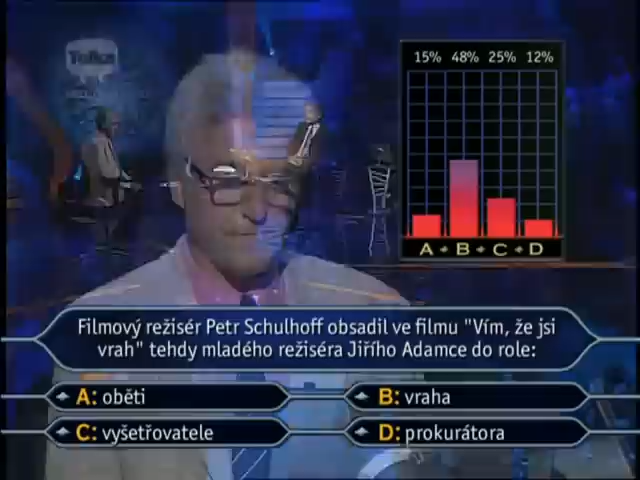 Telka
15% 48% 25% 12%
A B C D
Filmový režisér Petr Schulhoff obsadil ve filmu "Vím, že jsi
vrah" tehdy mladého režiséra Jiřího Adamce do role:
A: oběti
B: vraha
C: vyšetřovatele
D: prokurátora